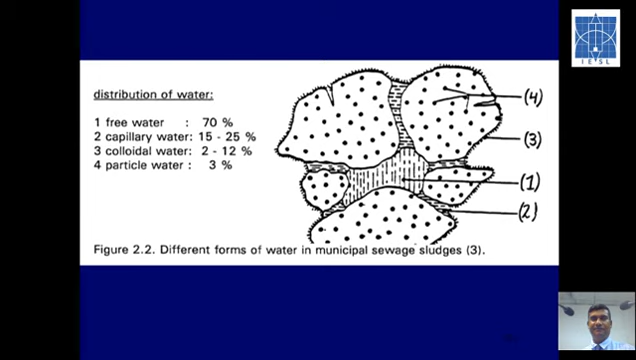 distribution of water:
1 free water : 70 %
2 capillary water: 15 - 25 %
3 colloidal water: 2 - 12 %
4 particle water : 3 %
(4)
(3)
(1)
(2)
Figure 2.2. Different forms of water in municipal sewage sludges (3).
IESL